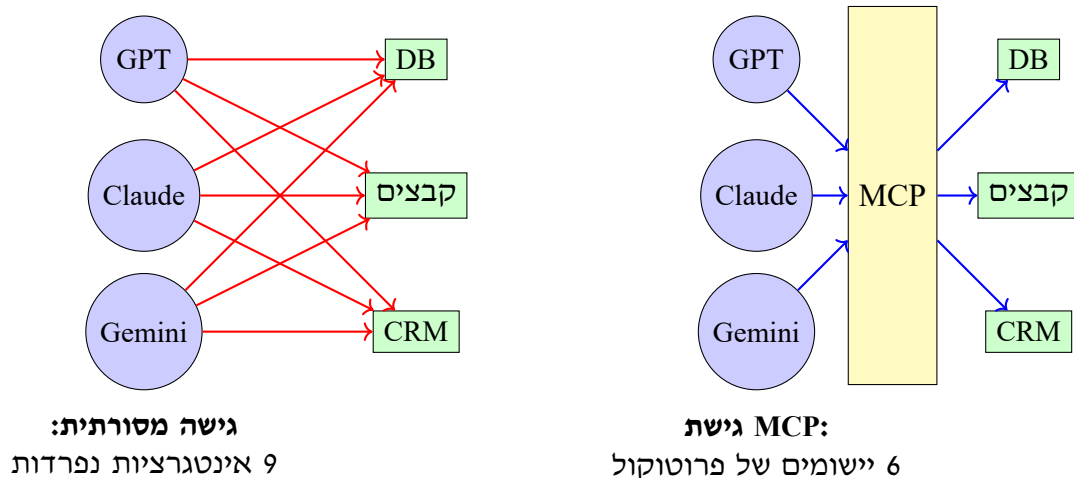 GPT
Claude
Gemini
DB
קבצים
CRM
גישה מסורתית:
9 אינטגרציות נפרדות
GPT
Claude
Gemini
MCP
DB
קבצים
CRM
גישת MCP:
6 יישומים של פרוטוקול